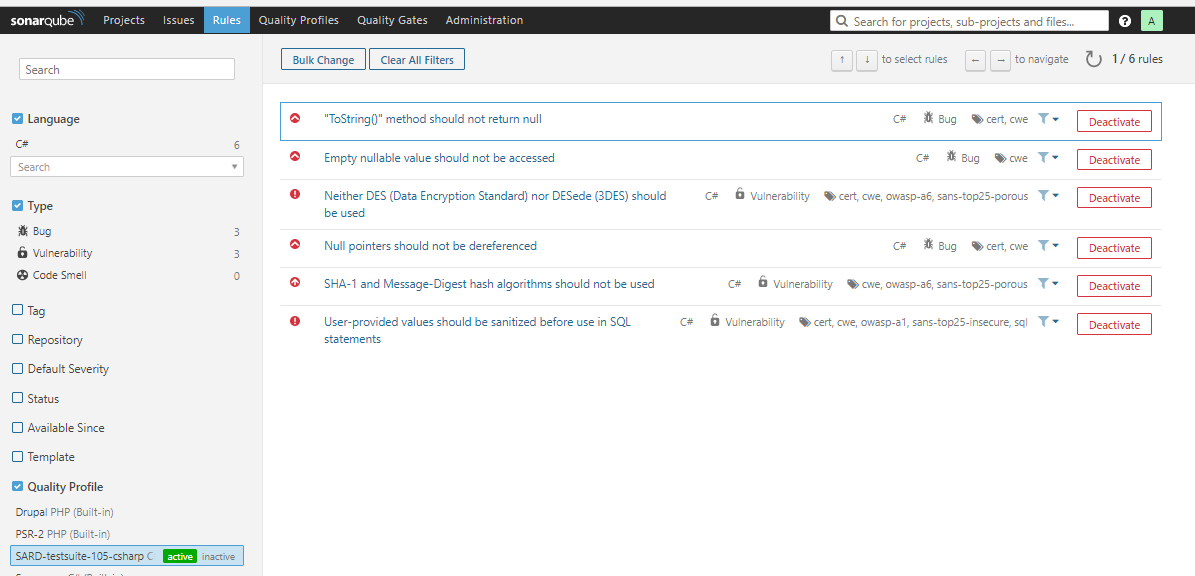 sonarqube Projects Issues Rules Quality Profiles Quality Gates Administration Search for projects, sub-projects and files... ? A
Search
Language
C# 6
Search
Type
Bug 3
Vulnerability 3
Code Smell 0
Tag
Repository
Default Severity
Status
Available Since
Template
Quality Profile
Drupal PHP (Built-in)
PSR-2 PHP (Built-in)
SARD-testsuite-105-csharp active inactive
Bulk Change Clear All Filters ↑ ↓ to select rules ← → to navigate 1 / 6 rules
"ToString()" method should not return null C# Bug cert, cwe Deactivate
Empty nullable value should not be accessed C# Bug cwe Deactivate
Neither DES (Data Encryption Standard) nor DESede (3DES) should C# Vulnerability cert, cwe, owasp-a6, sans-top25-porous Deactivate
be used
Null pointers should not be dereferenced C# Bug cert, cwe Deactivate
SHA-1 and Message-Digest hash algorithms should not be used C# Vulnerability cwe, owasp-a6, sans-top25-porous Deactivate
User-provided values should be sanitized before use in SQL C# Vulnerability cert, cwe, owasp-a1, sans-top25-insecure, sql Deactivate
statements